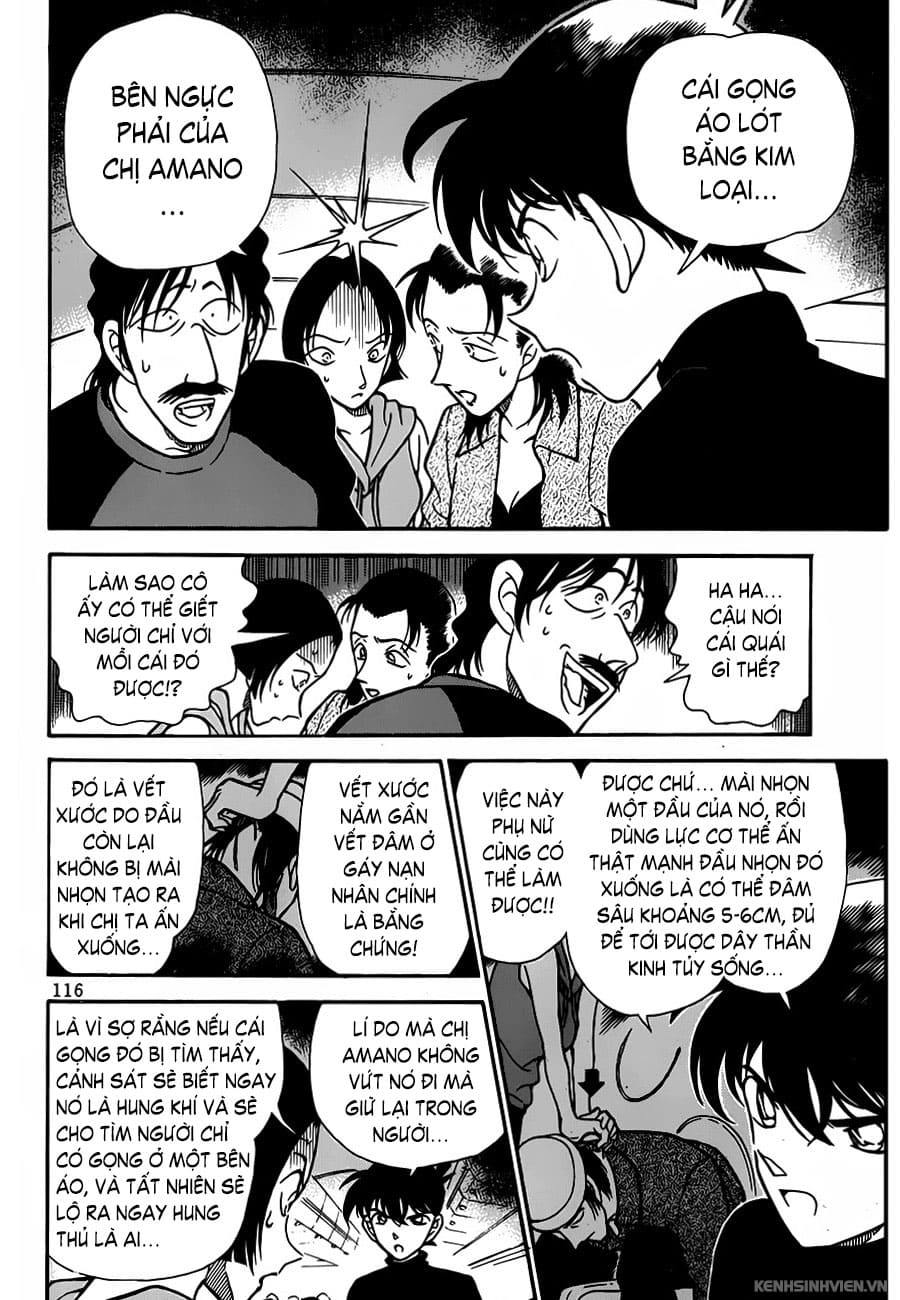 CÁI GỌNG
ÁO LÓT
BẰNG KIM
LOẠI...
BÊN NGỰC
PHẢI CỦA
CHỊ AMANO
...
HA HA...
CẬU NÓI
CÁI QUÁI
GÌ THẾ?
LÀM SAO CÔ
ẤY CÓ THỂ GIẾT
NGƯỜI CHỈ VỚI
MỖI CÁI ĐÓ
ĐƯỢC!?
ĐƯỢC CHỨ... MÀI NHỌN
MỘT ĐẦU CỦA NÓ, RỒI
DÙNG LỰC CƠ THỂ ẤN
THẬT MẠNH ĐẦU NHỌN ĐÓ
XUỐNG LÀ CÓ THỂ ĐÂM
SÂU KHOẢNG 5-6CM, ĐỦ
ĐỂ TỚI ĐƯỢC DÂY THẦN
KINH TỦY SỐNG...
VIỆC NÀY
PHỤ NỮ
CŨNG CÓ
THỂ LÀM
ĐƯỢC!!
VẾT XƯỚC
NẰM GẦN
VẾT ĐÂM Ở
GÁY NẠN
NHÂN CHÍNH
LÀ BẰNG
CHỨNG!
ĐÓ LÀ VẾT
XƯỚC DO ĐẦU
CÒN LẠI
KHÔNG BỊ MÀI
NHỌN TẠO RA
KHI CHỊ TA ẤN
XUỐNG...
116
LÍ DO MÀ CHỊ
AMANO KHÔNG
VỨT NÓ ĐI MÀ
GIỮ LẠI TRONG
NGƯỜI...
LÀ VÌ SỢ RẰNG NẾU CÁI
GỌNG ĐÓ BỊ TÌM THẤY,
CẢNH SÁT SẼ BIẾT NGAY
NÓ LÀ HUNG KHÍ VÀ SẼ
CHO TÌM NGƯỜI CHỈ
CÓ GỌNG Ở MỘT BÊN
ÁO, VÀ TẤT NHIÊN SẼ
LỘ RA NGAY HUNG
THỦ LÀ AI...
KENHSINHVIEN.VN